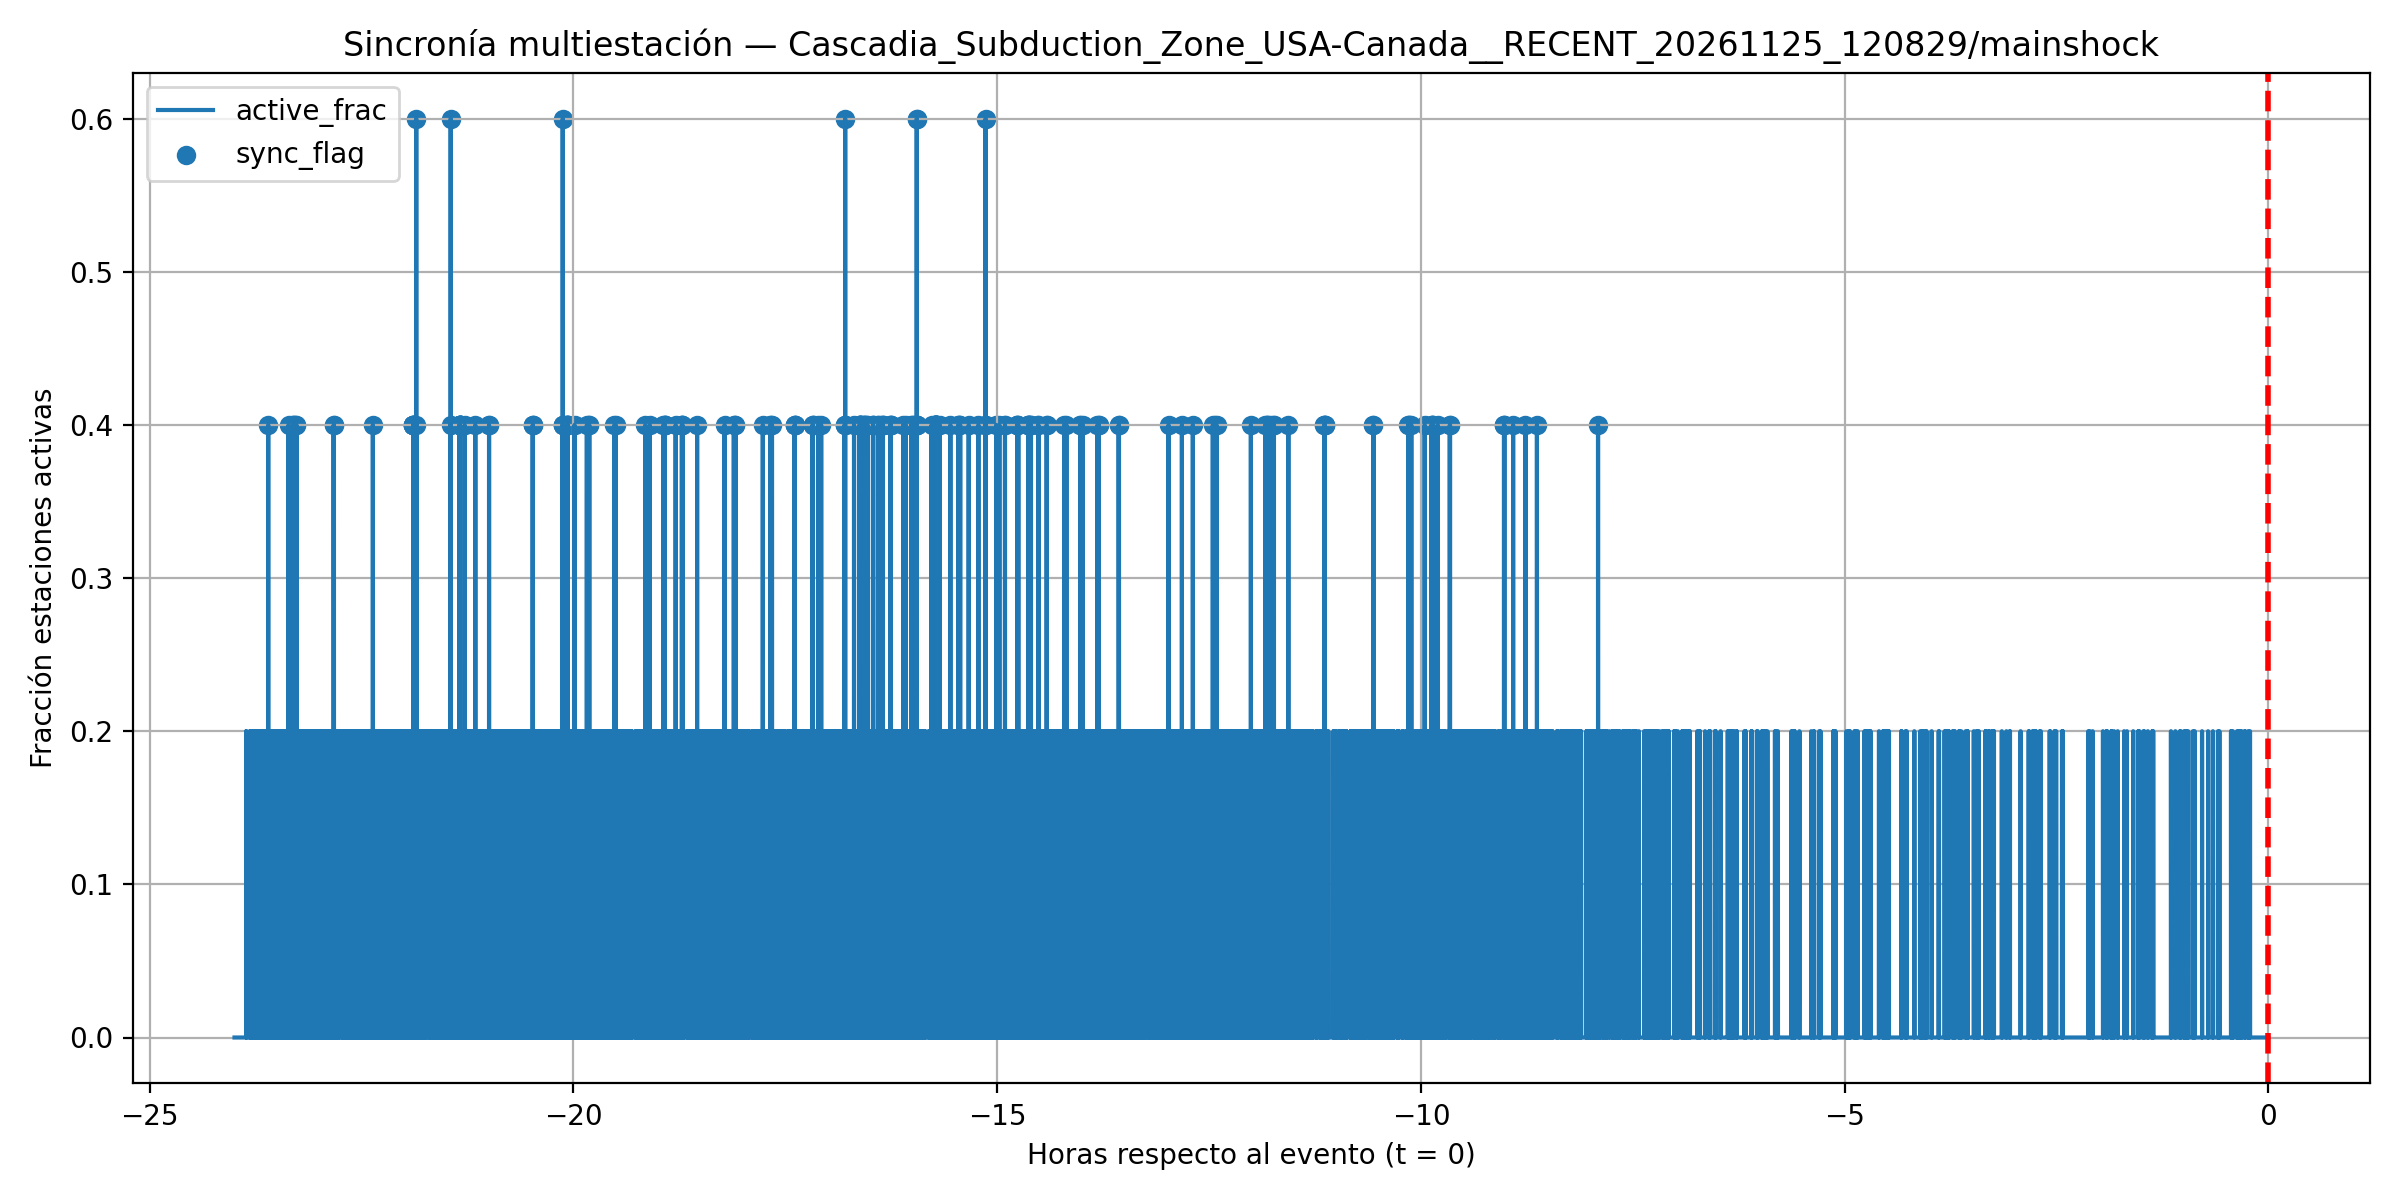 Sincronía multiestación — Cascadia_Subduction_Zone_USA-Canada__RECENT_20261125_120829/mainshock
active_frac
sync_flag
0.6
0.5
0.4
0.3
0.2
0.1
0.0
Fracción estaciones activas
−25
−20
−15
−10
−5
0
Horas respecto al evento (t = 0)